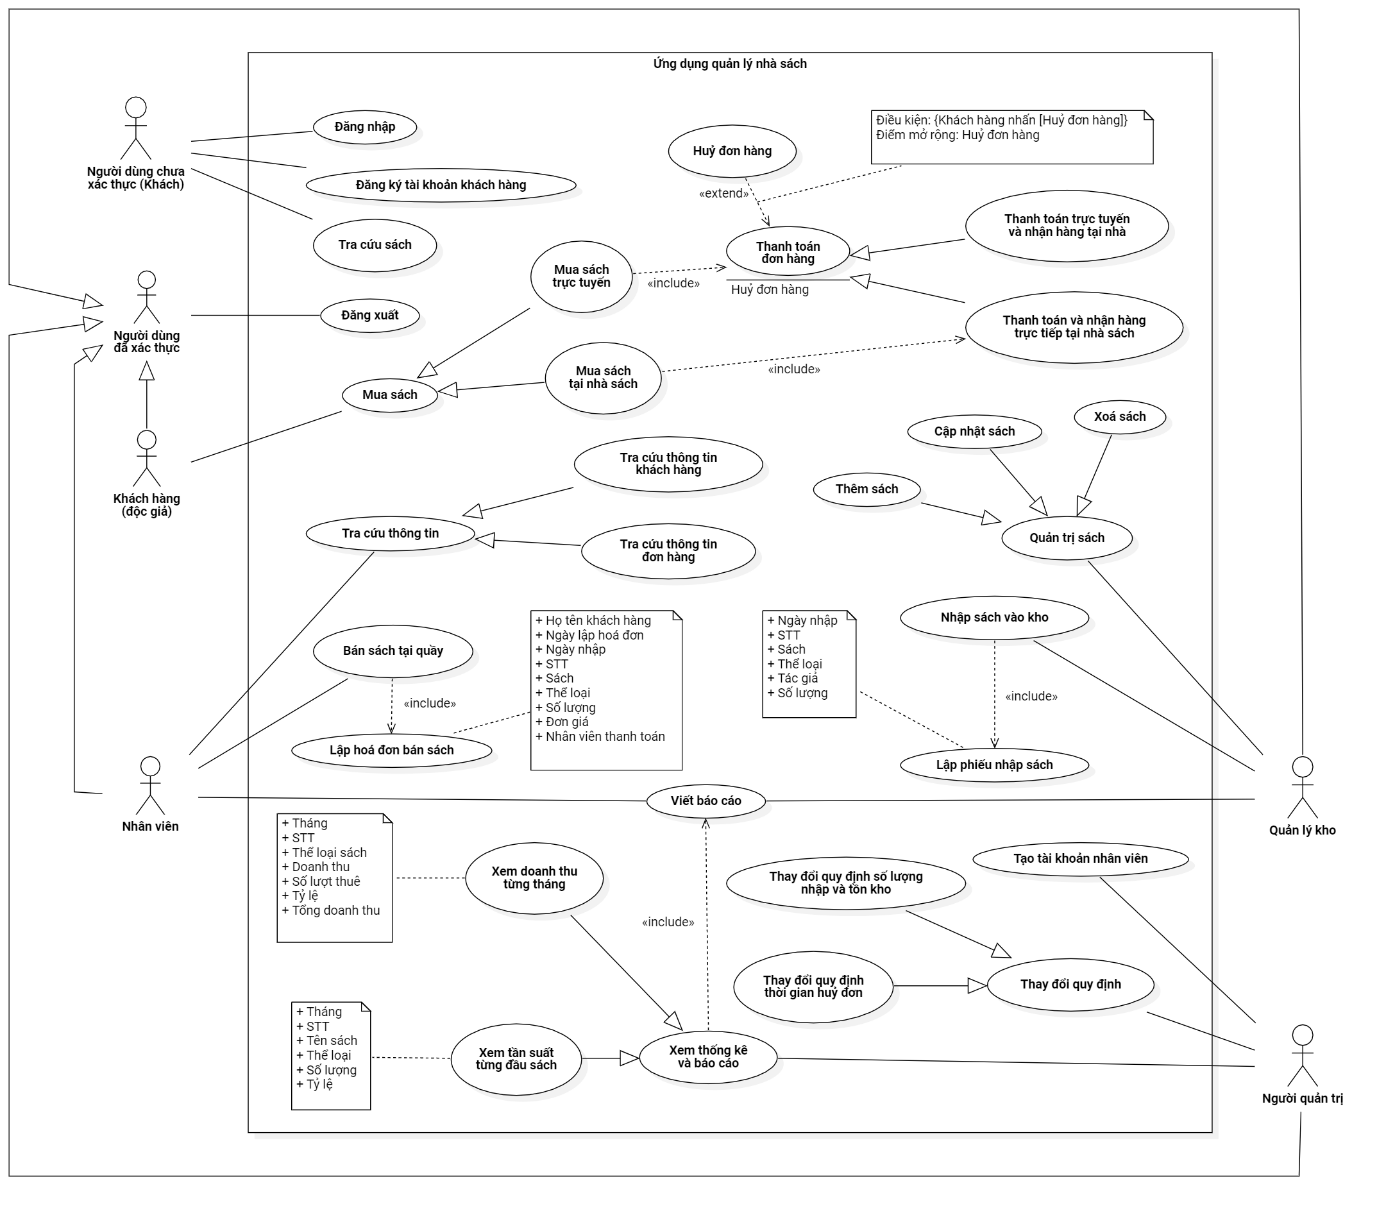 Ứng dụng quản lý nhà sách
Người dùng chưa
xác thực (Khách)
Đăng nhập
Đăng ký tài khoản khách hàng
Tra cứu sách
Huỷ đơn hàng
Điều kiện: {Khách hàng nhấn [Huỷ đơn hàng]}
Điểm mở rộng: Huỷ đơn hàng
«extend»
Thanh toán
đơn hàng
Huỷ đơn hàng
Thanh toán trực tuyến
và nhận hàng tại nhà
Mua sách
trực tuyến
«include»
Người dùng
đã xác thực
Đăng xuất
Thanh toán và nhận hàng
trực tiếp tại nhà sách
Mua sách
tại nhà sách
«include»
Mua sách
Khách hàng
(độc giả)
Cập nhật sách
Xoá sách
Thêm sách
Quản trị sách
Tra cứu thông tin
khách hàng
Tra cứu thông tin
Tra cứu thông tin
đơn hàng
Bán sách tại quầy
«include»
Lập hoá đơn bán sách
+ Họ tên khách hàng
+ Ngày lập hoá đơn
+ Ngày nhập
+ STT
+ Sách
+ Thể loại
+ Số lượng
+ Đơn giá
+ Nhân viên thanh toán
+ Ngày nhập
+ STT
+ Sách
+ Thể loại
+ Tác giả
+ Số lượng
Nhập sách vào kho
«include»
Lập phiếu nhập sách
Nhân viên
Viết báo cáo
Quản lý kho
+ Tháng
+ STT
+ Thể loại sách
+ Doanh thu
+ Số lượt thuê
+ Tỷ lệ
+ Tổng doanh thu
Xem doanh thu
từng tháng
«include»
Thay đổi quy định số lượng
nhập và tồn kho
Tạo tài khoản nhân viên
Thay đổi quy định
thời gian huỷ đơn
Thay đổi quy định
+ Tháng
+ STT
+ Tên sách
+ Thể loại
+ Số lượng
+ Tỷ lệ
Xem tần suất
từng đầu sách
Xem thống kê
và báo cáo
Người quản trị